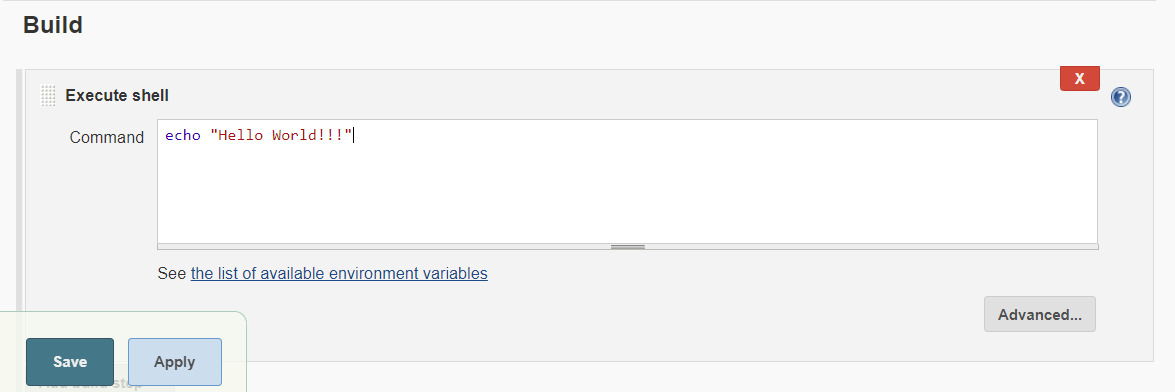 Build
X
Execute shell
?
Command
echo "Hello World!!!"
See the list of available environment variables
Advanced...
Save
Apply